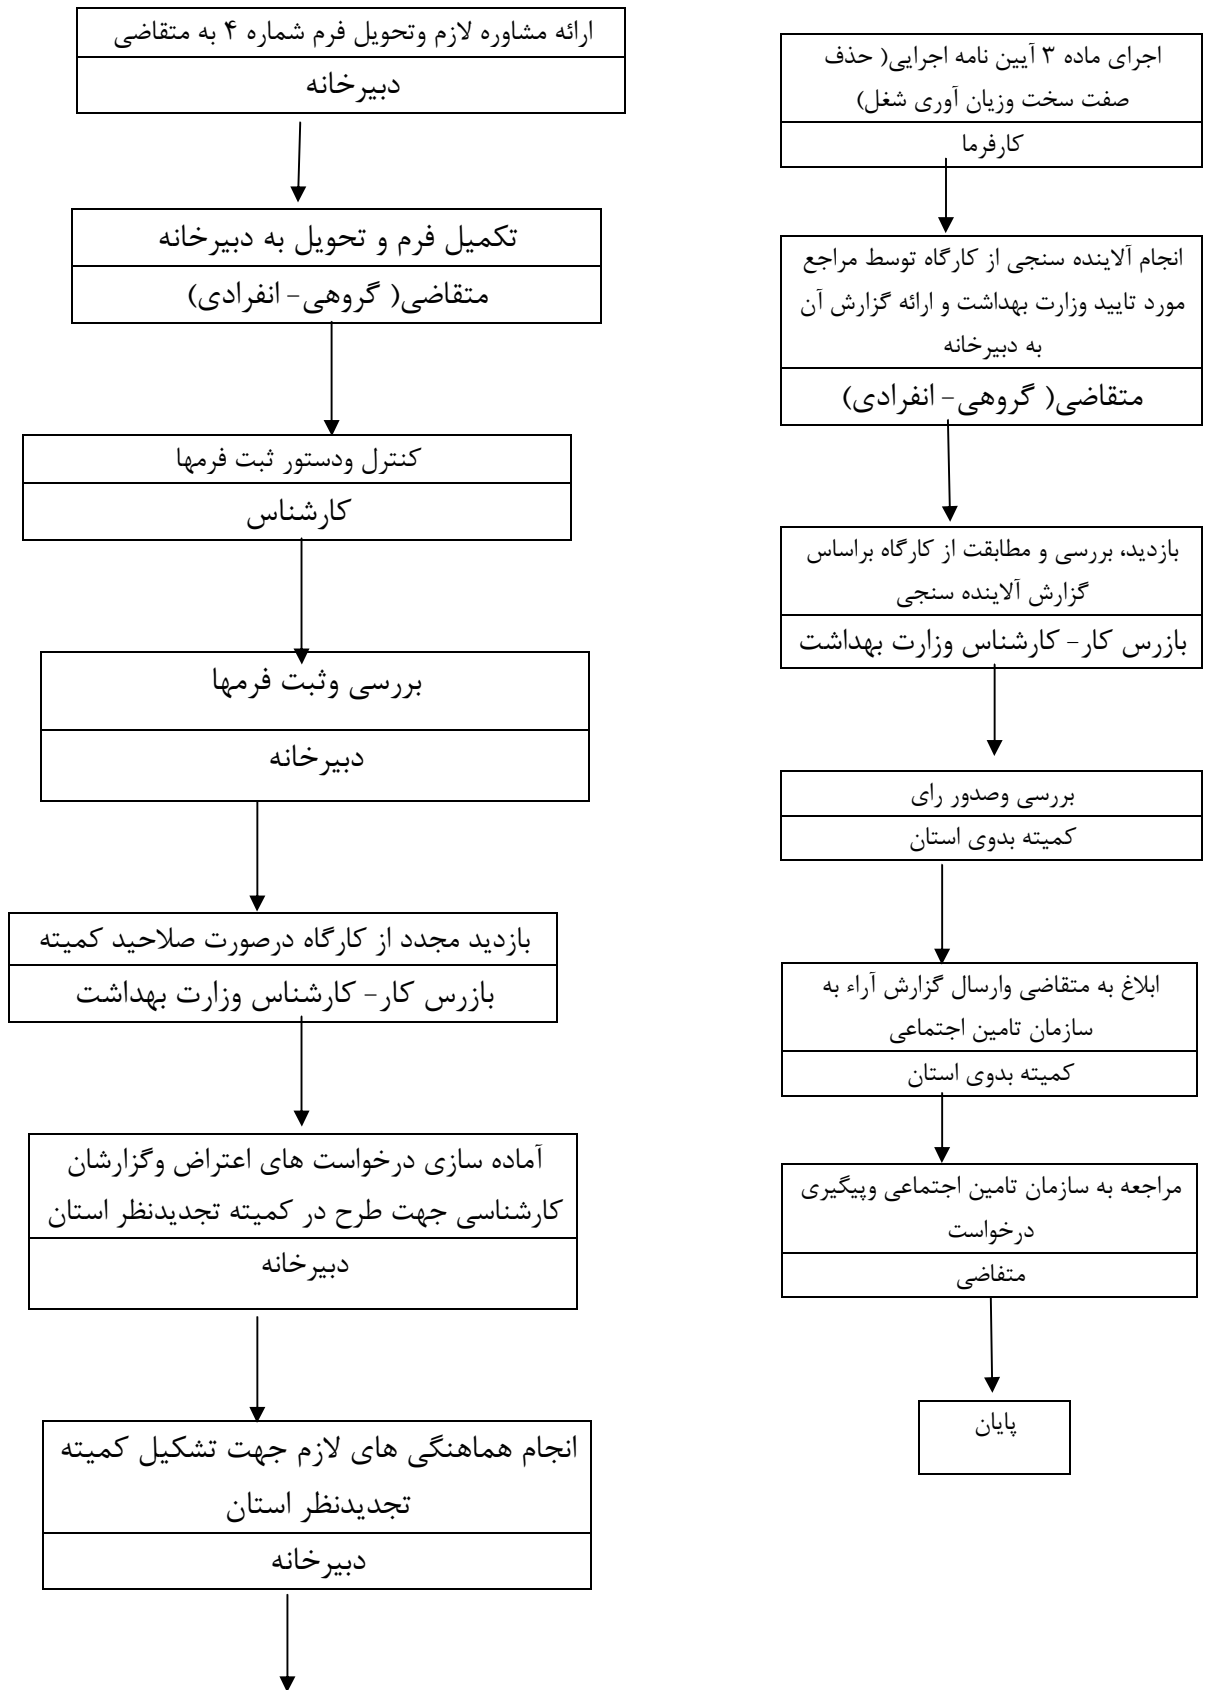 اجرای ماده ۳ آیین نامه اجرایی( حذف
صفت سخت وزیان آوری شغل)
کارفرما
انجام آلاینده سنجی از کارگاه توسط مراجع
مورد تایید وزارت بهداشت و ارائه گزارش آن
به دبیرخانه
متقاضی( گروهی- انفرادی)
بازدید، بررسی و مطابقت از کارگاه براساس
گزارش آلاینده سنجی
بازرس کار- کارشناس وزارت بهداشت
بررسی وصدور رای
کمیته بدوی استان
ابلاغ به متقاضی وارسال گزارش آراء به
سازمان تامین اجتماعی
کمیته بدوی استان
مراجعه به سازمان تامین اجتماعی وپیگیری
درخواست
متفاضی
پایان
ارائه مشاوره لازم وتحویل فرم شماره ۴ به متقاضی
دبیرخانه
تکمیل فرم و تحویل به دبیرخانه
متقاضی( گروهی- انفرادی)
کنترل ودستور ثبت فرمها
کارشناس
بررسی وثبت فرمها
دبیرخانه
بازدید مجدد از کارگاه درصورت صلاحید کمیته
بازرس کار- کارشناس وزارت بهداشت
آماده سازی درخواست های اعتراض وگزارشان
کارشناسی جهت طرح در کمیته تجدیدنظر استان
دبیرخانه
انجام هماهنگی های لازم جهت تشکیل کمیته
تجدیدنظر استان
دبیرخانه